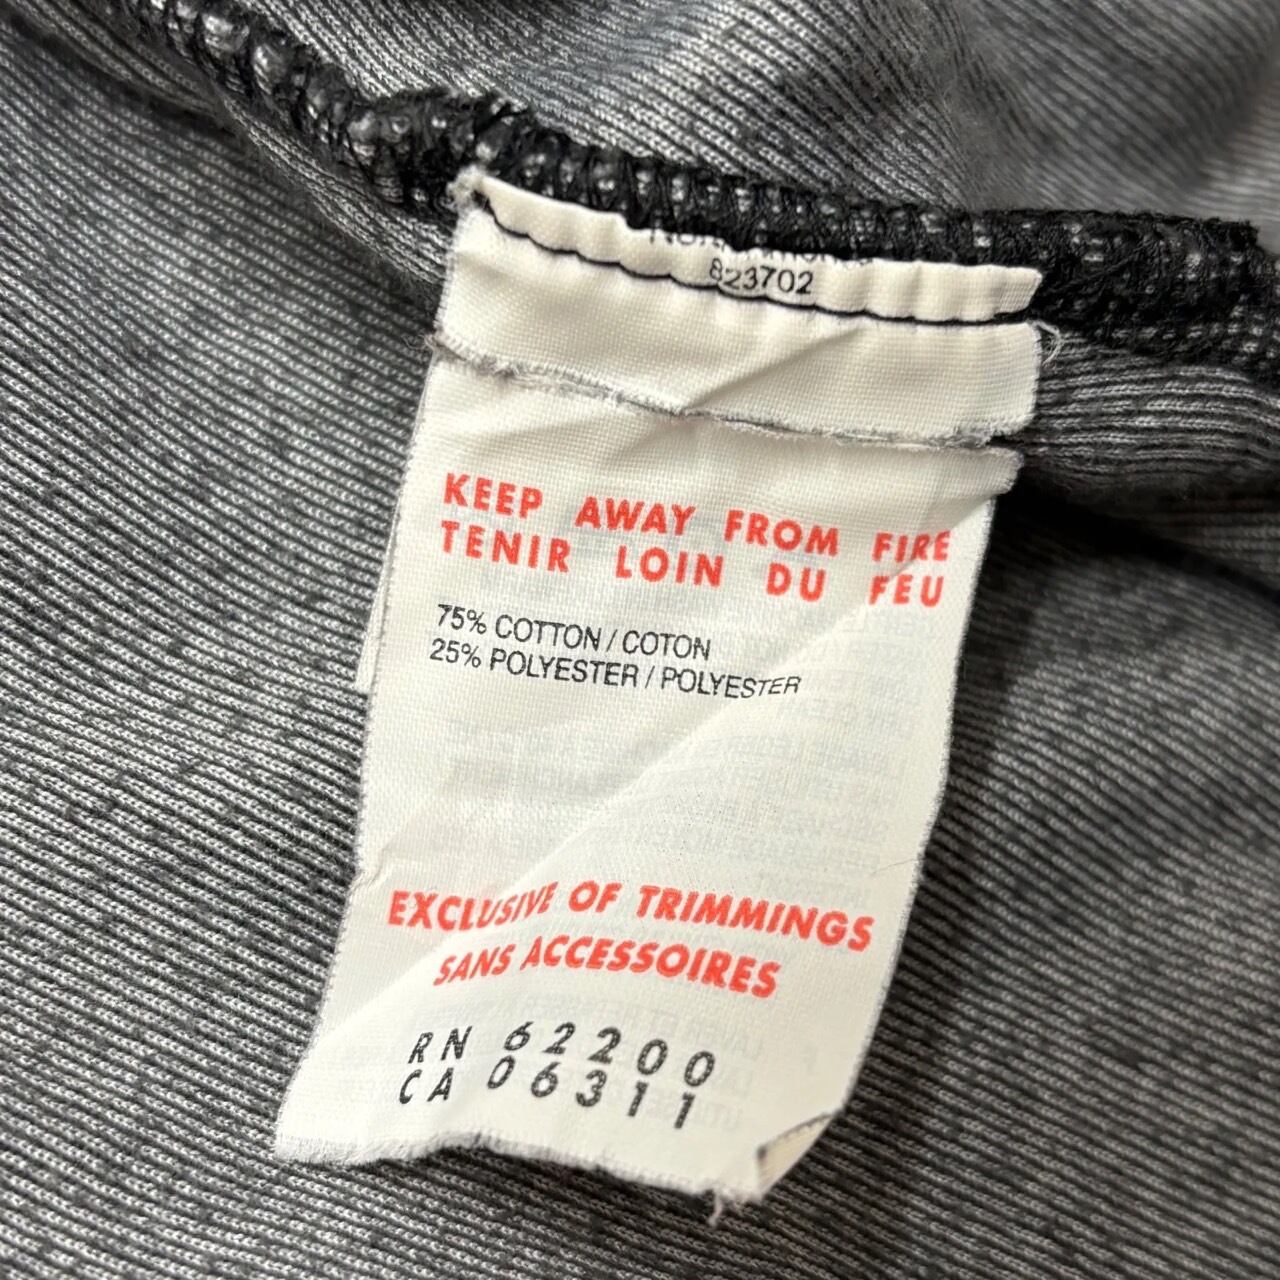 823702
KEEP AWAY FROM FIRE
TENIR LOIN DU FEU
75% COTTON / COTON
25% POLYESTER / POLYESTER
EXCLUSIVE OF TRIMMINGS
SANS ACCESSOIRES
RN 62200
CA 06311